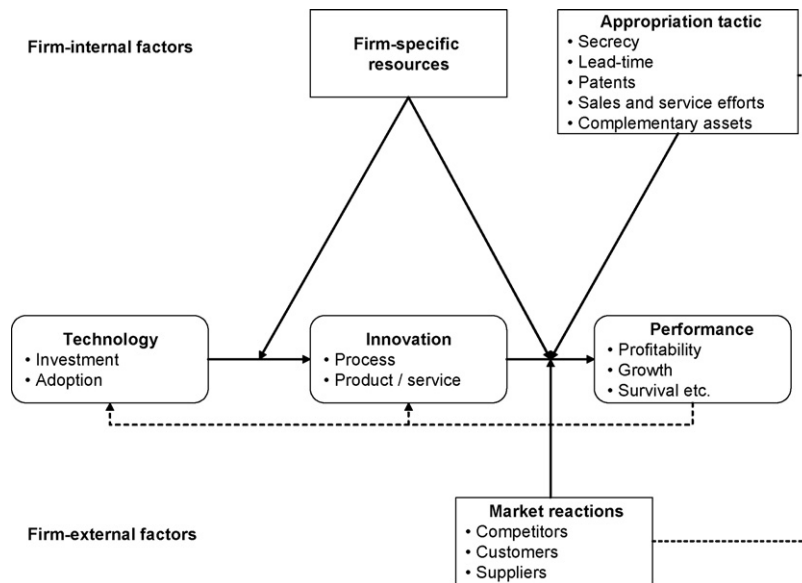 Firm-internal factors
Firm-specific
resources
Appropriation tactic
• Secrecy
• Lead-time
• Patents
• Sales and service efforts
• Complementary assets
Technology
• Investment
• Adoption
Innovation
• Process
• Product / service
Performance
• Profitability
• Growth
• Survival etc.
Firm-external factors
Market reactions
• Competitors
• Customers
• Suppliers